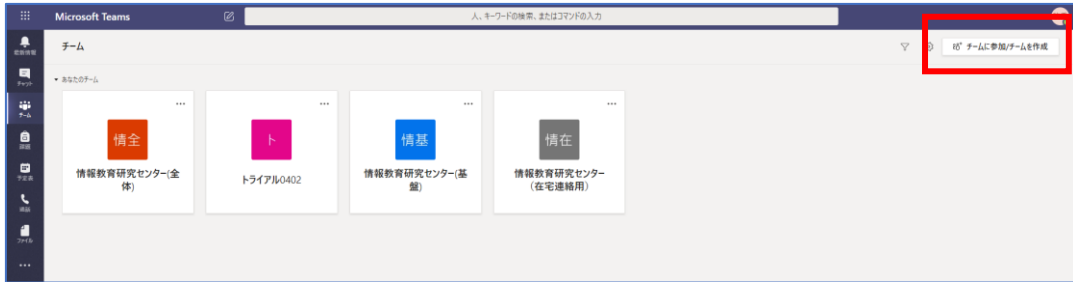 Microsoft Teams
人、キーワードの検索、またはコマンドの入力
最新情報
チーム
チームに参加/チームを作成
チャット
あなたのチーム
チーム
情全
情報教育研究センター(全
体)
ト
トライアル0402
情基
情報教育研究センター(基
盤)
情在
情報教育研究センター
(在宅連絡用)
課題
予定表
通話
ファイル